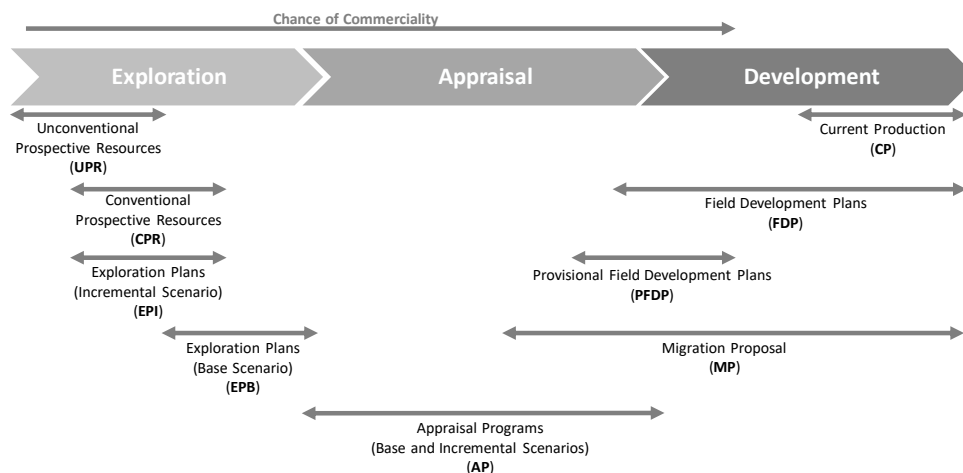 Chance of Commerciality
Exploration
Appraisal
Development
Unconventional
Prospective Resources
(UPR)
Current Production
(CP)
Conventional
Prospective Resources
(CPR)
Field Development Plans
(FDP)
Exploration Plans
(Incremental Scenario)
(EPI)
Provisional Field Development Plans
(PFDP)
Exploration Plans
(Base Scenario)
(EPB)
Migration Proposal
(MP)
Appraisal Programs
(Base and Incremental Scenarios)
(AP)